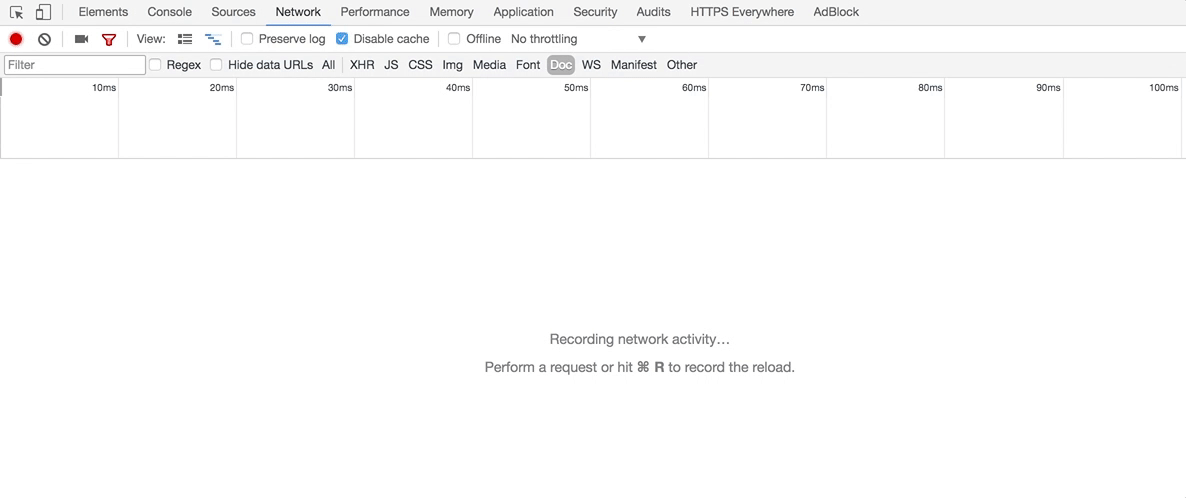 Elements Console Sources Network Performance Memory Application Security Audits HTTPS Everywhere AdBlock
View: Preserve log Disable cache Offline No throttling
Filter Regex Hide data URLs All XHR JS CSS Img Media Font Doc WS Manifest Other
10ms 20ms 30ms 40ms 50ms 60ms 70ms 80ms 90ms 100ms
Recording network activity…
Perform a request or hit ⌘ R to record the reload.